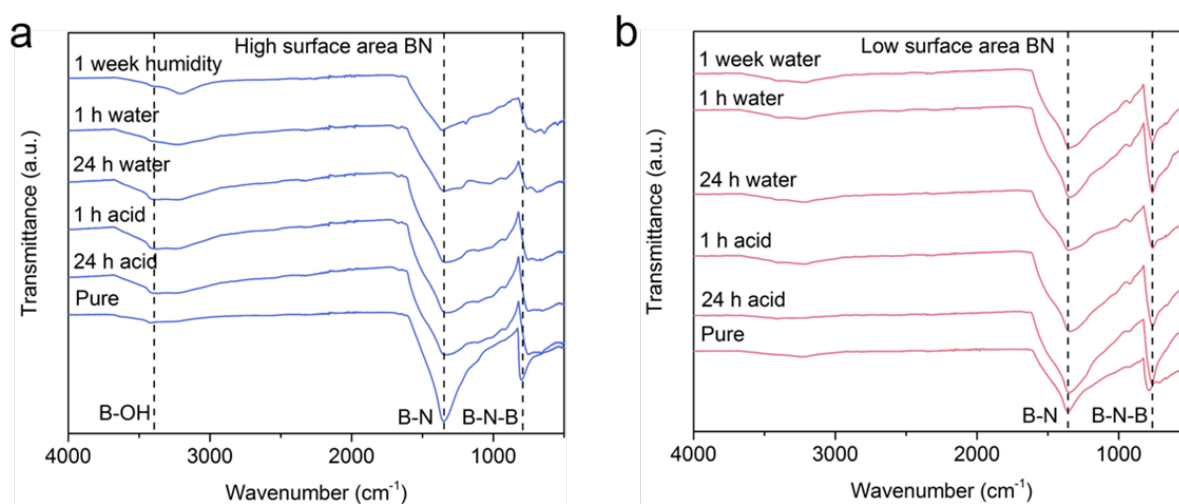 a
High surface area BN
1 week humidity
1 h water
24 h water
1 h acid
24 h acid
Pure
B-OH
B-N
B-N-B
Transmittance (a.u.)
4000
3000
2000
1000
Wavenumber (cm⁻¹)
b
Low surface area BN
1 week water
1 h water
24 h water
1 h acid
24 h acid
Pure
B-N
B-N-B
Transmittance (a.u.)
4000
3000
2000
1000
Wavenumber (cm⁻¹)